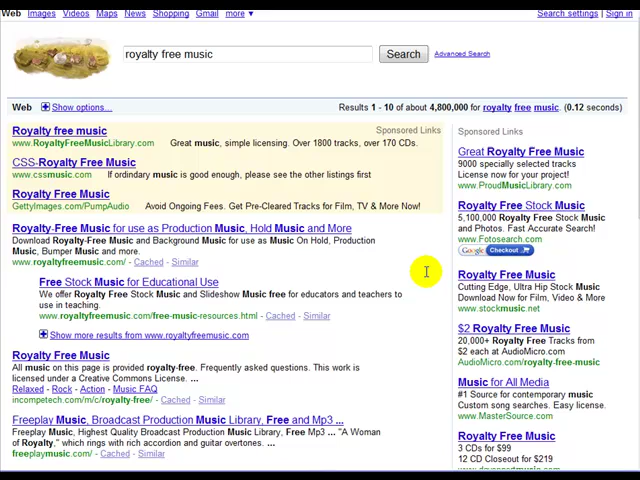 Web Images Videos Maps News Shopping Gmail more ▼ Search settings | Sign in
royalty free music Search Advanced Search
Web Show options... Results 1 - 10 of about 4,800,000 for royalty free music. (0.12 seconds)
Royalty free music Sponsored Links
www.RoyaltyFreeMusicLibrary.com Great music, simple licensing. Over 1800 tracks, over 170 CDs.
CSS-Royalty Free Music
www.cssmusic.com If ordindary music is good enough, please see the other listings first
Royalty Free Music
GettyImages.com/PumpAudio Avoid Ongoing Fees. Get Pre-Cleared Tracks for Film, TV & More Now!
Royalty-Free Music for use as Production Music, Hold Music and More
Download Royalty-Free Music and Background Music for use as Music On Hold, Production
Music, Bumper Music and more.
www.royaltyfreemusic.com/ - Cached - Similar
Free Stock Music for Educational Use
We offer Royalty Free Stock Music and Slideshow Music free for educators and teachers to
use in teaching.
www.royaltyfreemusic.com/free-music-resources.html - Cached - Similar
Show more results from www.royaltyfreemusic.com
Royalty Free Music
All music on this page is provided royalty-free. Frequently asked questions. This work is
licensed under a Creative Commons License. ...
Relaxed - Rock - Action - Music FAQ
incompetech.com/m/c/royalty-free/ - Cached - Similar
Freeplay Music, Broadcast Production Music Library, Free and Mp3 ...
Freeplay Music, Highest Quality Broadcast Production Music Library, Free Mp3 ... "A Woman
of Royalty," which rings with rich accordion and guitar overtones. ...
freeplaymusic.com/ - Cached - Similar
Sponsored Links
Great Royalty Free Music
9000 specially selected tracks
License now for your project!
www.ProudMusicLibrary.com
Royalty Free Stock Music
5,100,000 Royalty Free Stock Music
and Photos. Fast Accurate Search!
www.Fotosearch.com
Google Checkout
Royalty Free Music
Cutting Edge, Ultra Hip Stock Music
Download Now for Film, Video & More
www.stockmusic.net
$2 Royalty Free Music
20,000+ Royalty Free Tracks from
$2 each at AudioMicro.com
AudioMicro.com/royalty-free-music
Music for All Media
#1 Source for contemporary music
Custom song searches. Easy license.
www.MasterSource.com
Royalty Free Music
3 CDs for $99
12 CD Closeout for $219